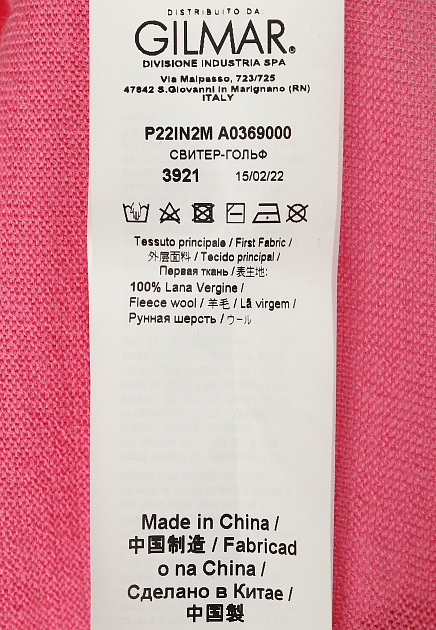 DISTRIBUITO DA:
GILMAR®
DIVISIONE INDUSTRIA SPA
Via Malpasso, 723/725
47842 S.Giovanni in Marignano (RN)
ITALY
P22IN2M A0369000
СВИТЕР-ГОЛЬФ
3921 15/02/22
Tessuto principale / First Fabric /
外层面料 / Tecido principal /
Первая ткань / 表生地:
100% Lana Vergine /
Fleece wool / 羊毛 / Lã virgem /
Рунная шерсть / ウール
Made in China /
中国制造 / Fabricad
o na China /
Сделано в Китае /
中国製